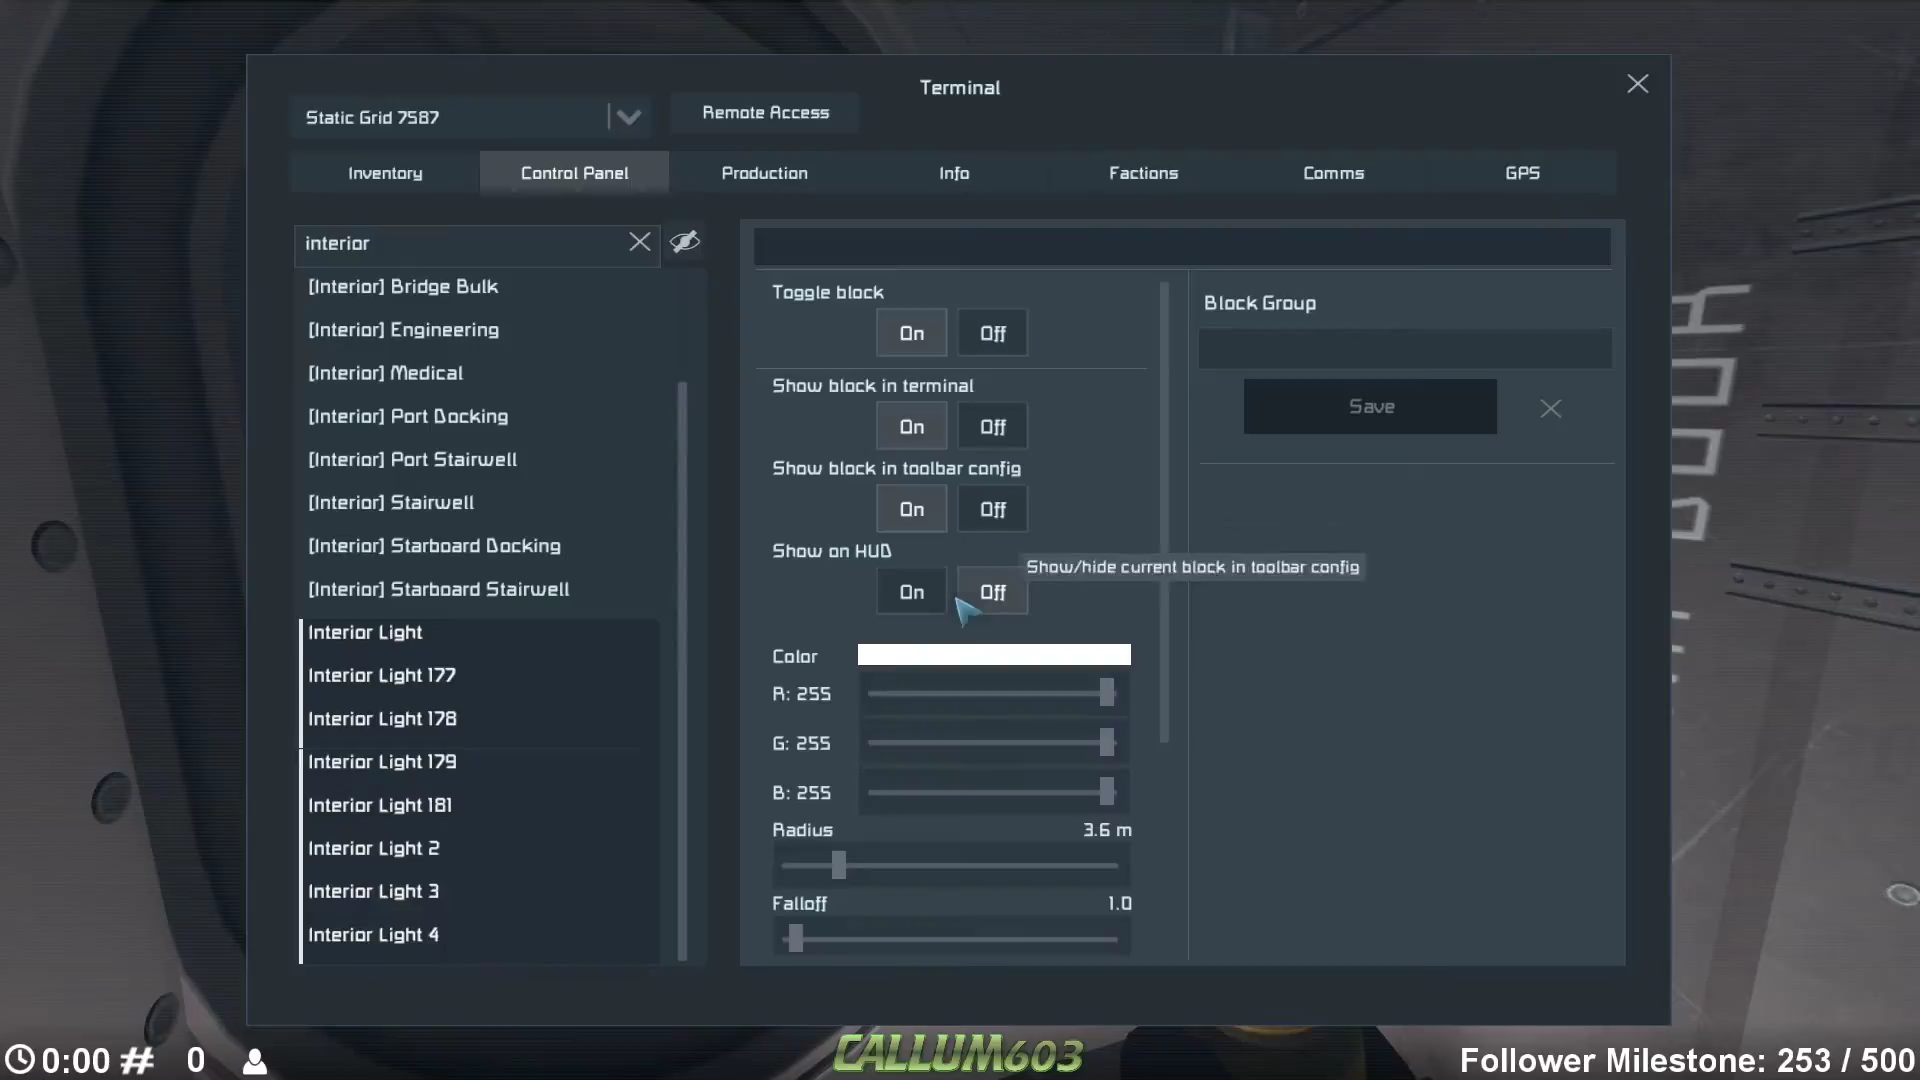 Terminal
Static Grid 7587
Remote Access
Inventory
Control Panel
Production
Info
Factions
Comms
GPS
interior
[Interior] Bridge Bulk
[Interior] Engineering
[Interior] Medical
[Interior] Port Docking
[Interior] Port Stairwell
[Interior] Stairwell
[Interior] Starboard Docking
[Interior] Starboard Stairwell
Interior Light
Interior Light 177
Interior Light 178
Interior Light 179
Interior Light 181
Interior Light 2
Interior Light 3
Interior Light 4
Toggle block
On Off
Show block in terminal
On Off
Show block in toolbar config
On Off
Show on HUD
On Off
Show/hide current block in toolbar config
Color
R: 255
G: 255
B: 255
Radius 3.6 m
Falloff 1.0
Block Group
Save
0:00 # 0
CALLUM603
Follower Milestone: 253 / 500